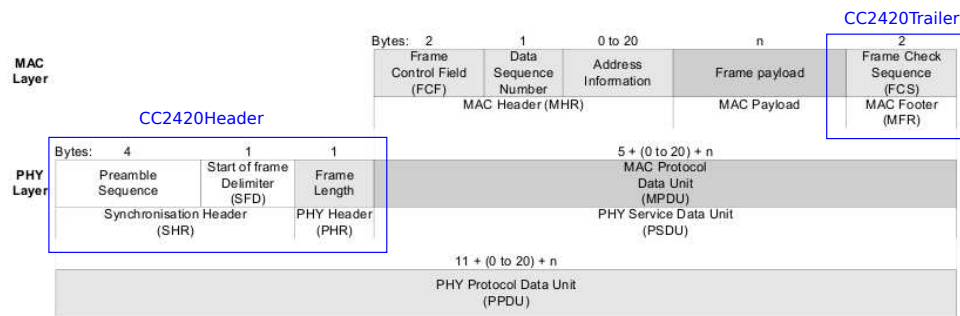 CC2420Trailer
Bytes: 2 1 0 to 20 n 2
MAC Layer
Frame Control Field (FCF)
Data Sequence Number
Address Information
Frame payload
Frame Check Sequence (FCS)
MAC Header (MHR)
MAC Payload
MAC Footer (MFR)
CC2420Header
Bytes: 4 1 1 5 + (0 to 20) + n
PHY Layer
Preamble Sequence
Start of frame Delimiter (SFD)
Frame Length
MAC Protocol Data Unit (MPDU)
Synchronisation Header (SHR)
PHY Header (PHR)
PHY Service Data Unit (PSDU)
11 + (0 to 20) + n
PHY Protocol Data Unit
(PPDU)